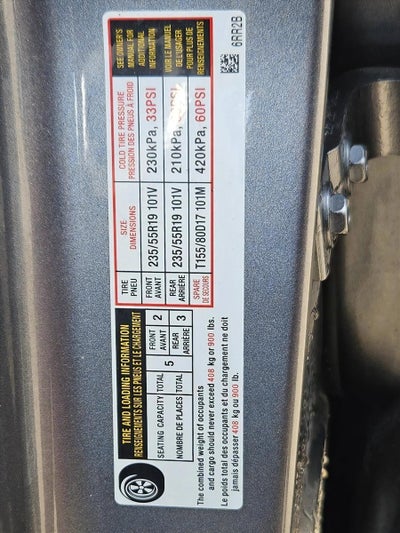 TIRE AND LOADING INFORMATION
RENSEIGNEMENTS SUR LES PNEUS ET LE CHARGEMENT
SEATING CAPACITY
NOMBRE DE PLACES
TOTAL
TOTAL
5
FRONT
AVANT
2
REAR
ARRIÈRE
3
The combined weight of occupants
and cargo should never exceed 408 kg or 900 lbs.
Le poids total des occupants et du chargement ne doit
jamais dépasser 408 kg ou 900 lb.
TIRE
PNEU
SIZE
DIMENSIONS
COLD TIRE PRESSURE
PRESSION DES PNEUS À FROID
FRONT
AVANT
235/55R19 101V
230kPa, 33PSI
REAR
ARRIÈRE
235/55R19 101V
210kPa,
SPARE
DE SECOURS
T155/80D17 101M
420kPa, 60PSI
SEE OWNER'S
MANUAL FOR
ADDITIONAL
INFORMATION
VOIR LE MANUEL
DE L'USAGER
POUR PLUS DE
RENSEIGNEMENTS
6RR2B